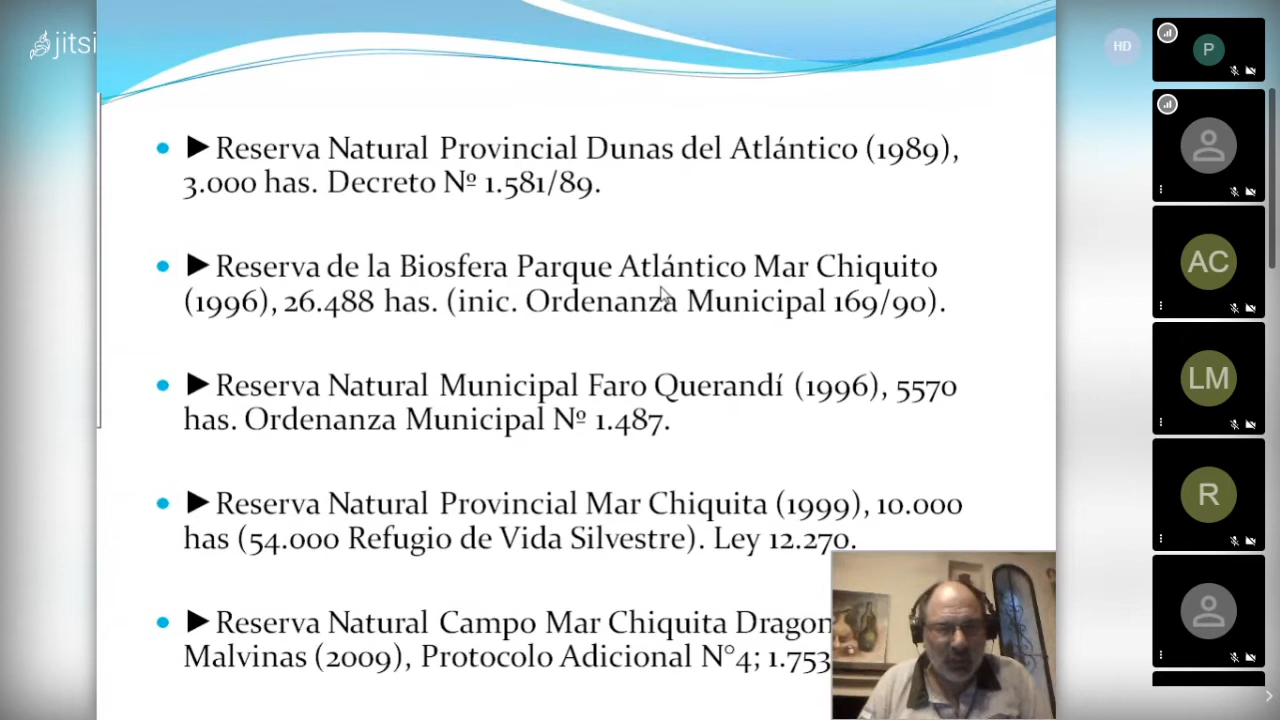 jitsi
HD
P
► Reserva Natural Provincial Dunas del Atlántico (1989),
3.000 has. Decreto Nº 1.581/89.
► Reserva de la Biosfera Parque Atlántico Mar Chiquito
(1996), 26.488 has. (inic. Ordenanza Municipal 169/90).
AC
► Reserva Natural Municipal Faro Querandí (1996), 5570
has. Ordenanza Municipal Nº 1.487.
LM
► Reserva Natural Provincial Mar Chiquita (1999), 10.000
has (54.000 Refugio de Vida Silvestre). Ley 12.270.
R
► Reserva Natural Campo Mar Chiquita Dragon
Malvinas (2009), Protocolo Adicional N°4; 1.753